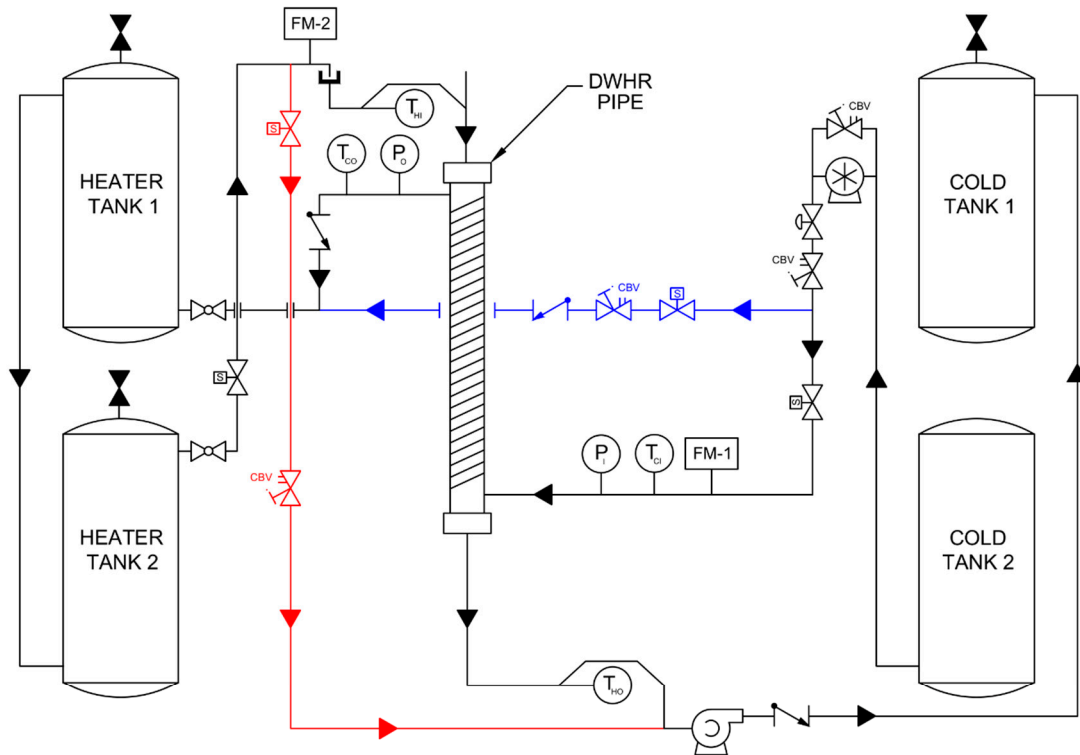 FM-2
DWHR
PIPE
T HI
CBV
S
T CO
P O
HEATER
TANK 1
COLD
TANK 1
CBV
CBV
S
S
S
P I
T CI
FM-1
CBV
HEATER
TANK 2
COLD
TANK 2
T HO